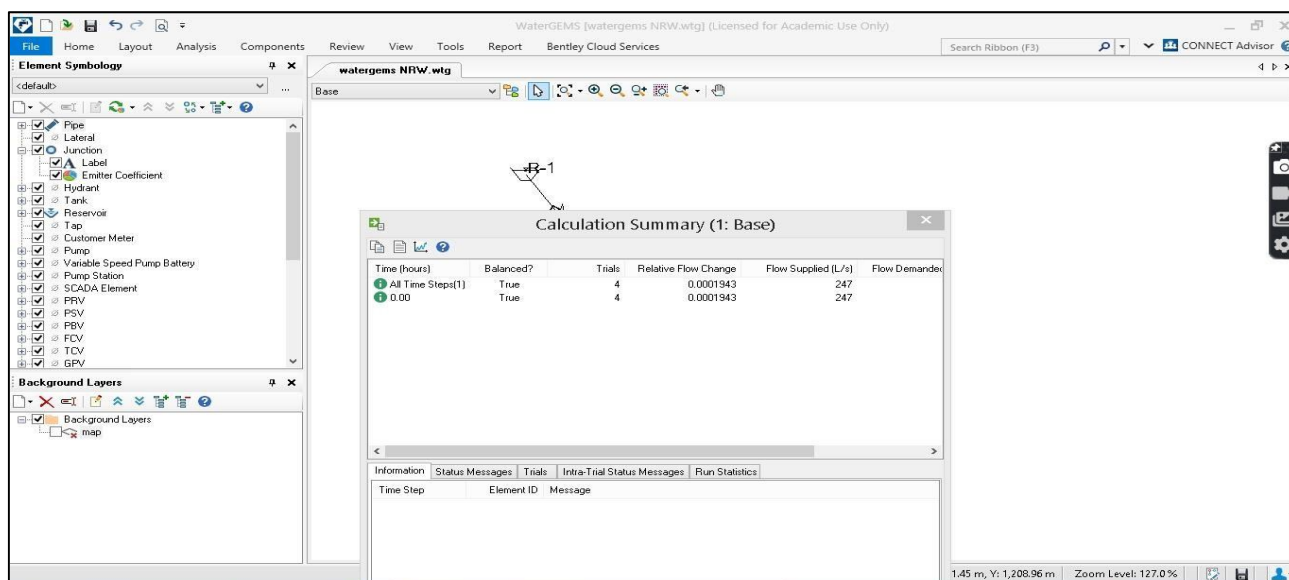 WaterGEMS [watergems NRW.wtg] (Licensed for Academic Use Only)
File Home Layout Analysis Components Review View Tools Report Bentley Cloud Services Search Ribbon (F3) CONNECT Advisor
Element Symbology
<default>
Pipe
Lateral
Junction
Label
Emitter Coefficient
Hydrant
Tank
Reservoir
Tap
Customer Meter
Pump
Variable Speed Pump Battery
Pump Station
SCADA Element
PRV
PSV
PBV
FCV
TCV
GPV
Background Layers
Background Layers
map
watergems NRW.wtg
Base
R-1
Calculation Summary (1: Base)
Time (hours) Balanced? Trials Relative Flow Change Flow Supplied (L/s) Flow Demanded
All Time Steps(1) True 4 0.0001943 247
0.00 True 4 0.0001943 247
Information Status Messages Trials Intra-Trial Status Messages Run Statistics
Time Step Element ID Message
1.45 m, Y: 1,208.96 m Zoom Level: 127.0 %